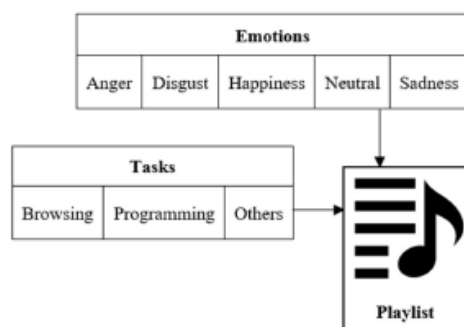 Emotions
Anger Disgust Happiness Neutral Sadness
Tasks
Browsing Programming Others
Playlist